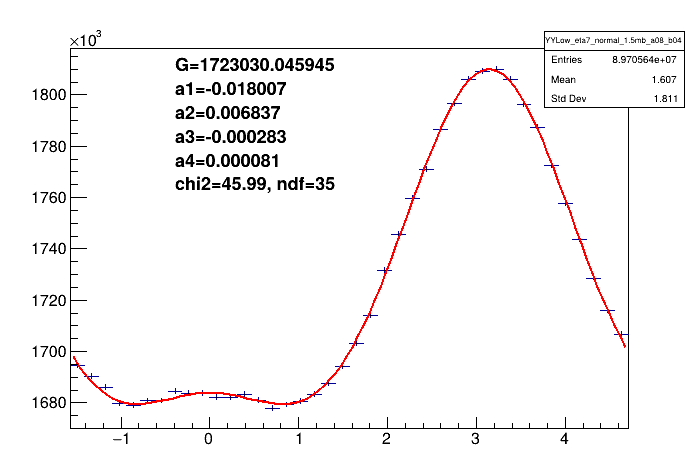 ×10³
YYLow_eta7_normal_1.5mb_a08_b04
Entries 8.970564e+07
Mean 1.607
Std Dev 1.811
G=1723030.045945
a1=-0.018007
a2=0.006837
a3=-0.000283
a4=0.000081
chi2=45.99, ndf=35
1800
1780
1760
1740
1720
1700
1680
−1 0 1 2 3 4